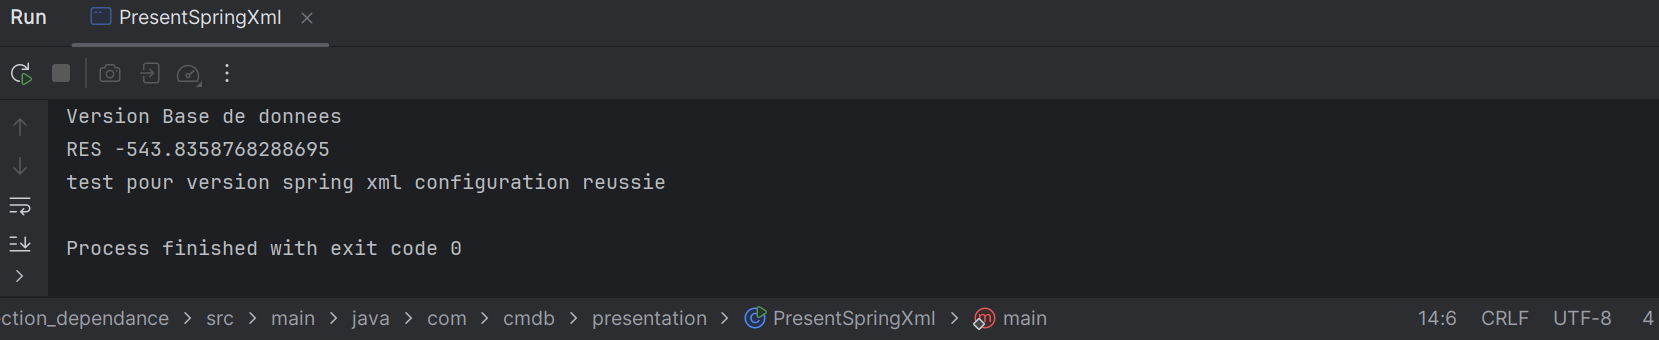 Run PresentSpringXml
Version Base de donnees
RES -543.8358768288695
test pour version spring xml configuration reussie
Process finished with exit code 0
ction_dependance > src > main > java > com > cmdb > presentation > PresentSpringXml > main 14:6 CRLF UTF-8 4